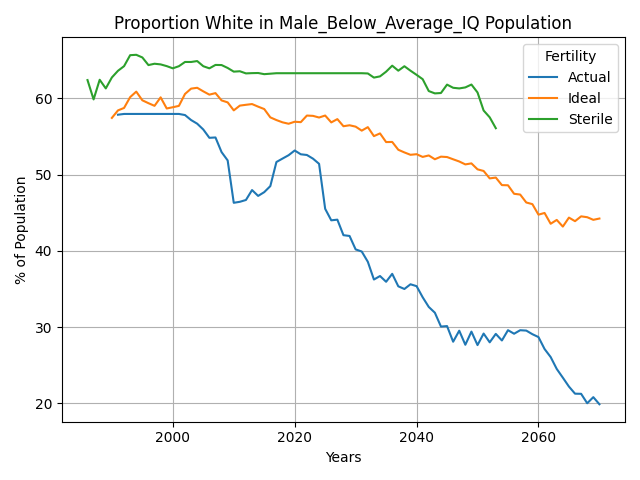 Proportion White in Male_Below_Average_IQ Population
Fertility
Actual
Ideal
Sterile
% of Population
60
50
40
30
20
2000
2020
2040
2060
Years